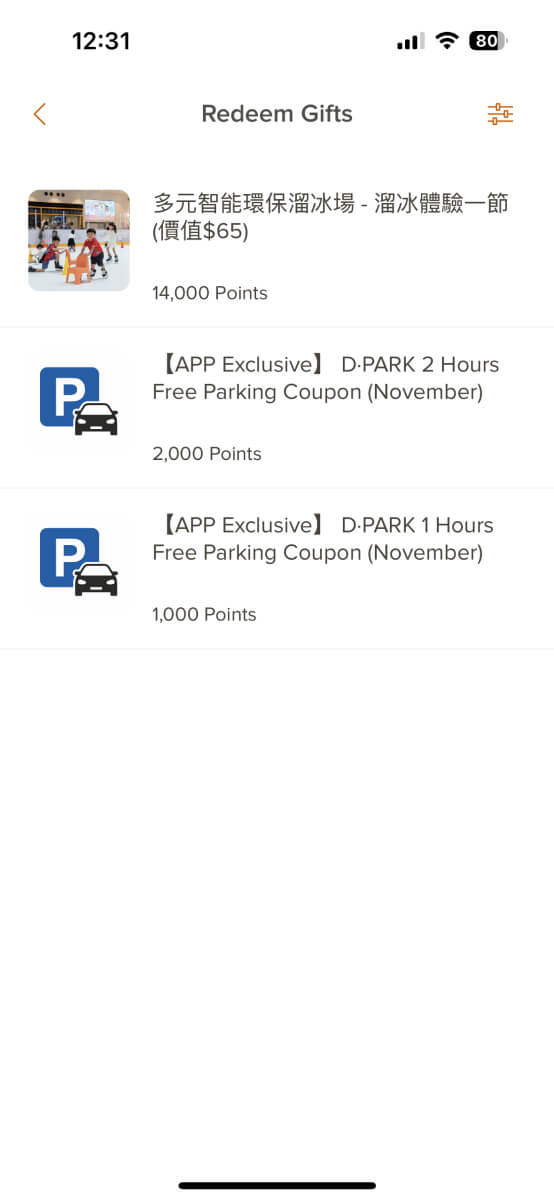 12:31
80
Redeem Gifts
多元智能環保溜冰場 - 溜冰體驗一節
(價值$65)
14,000 Points
【APP Exclusive】 D·PARK 2 Hours
Free Parking Coupon (November)
P
2,000 Points
【APP Exclusive】 D·PARK 1 Hours
Free Parking Coupon (November)
P
1,000 Points